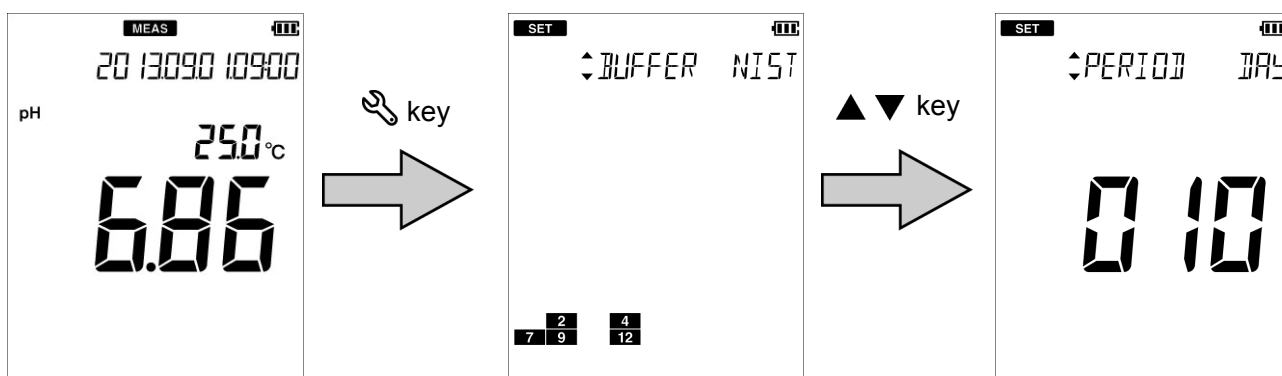 MEAS
2013.09.01.09:00
pH
25.0 °C
6.86
key
SET
BUFFER NIST
2 4
7 9 12
▲ ▼ key
SET
PERIOD DAY
010